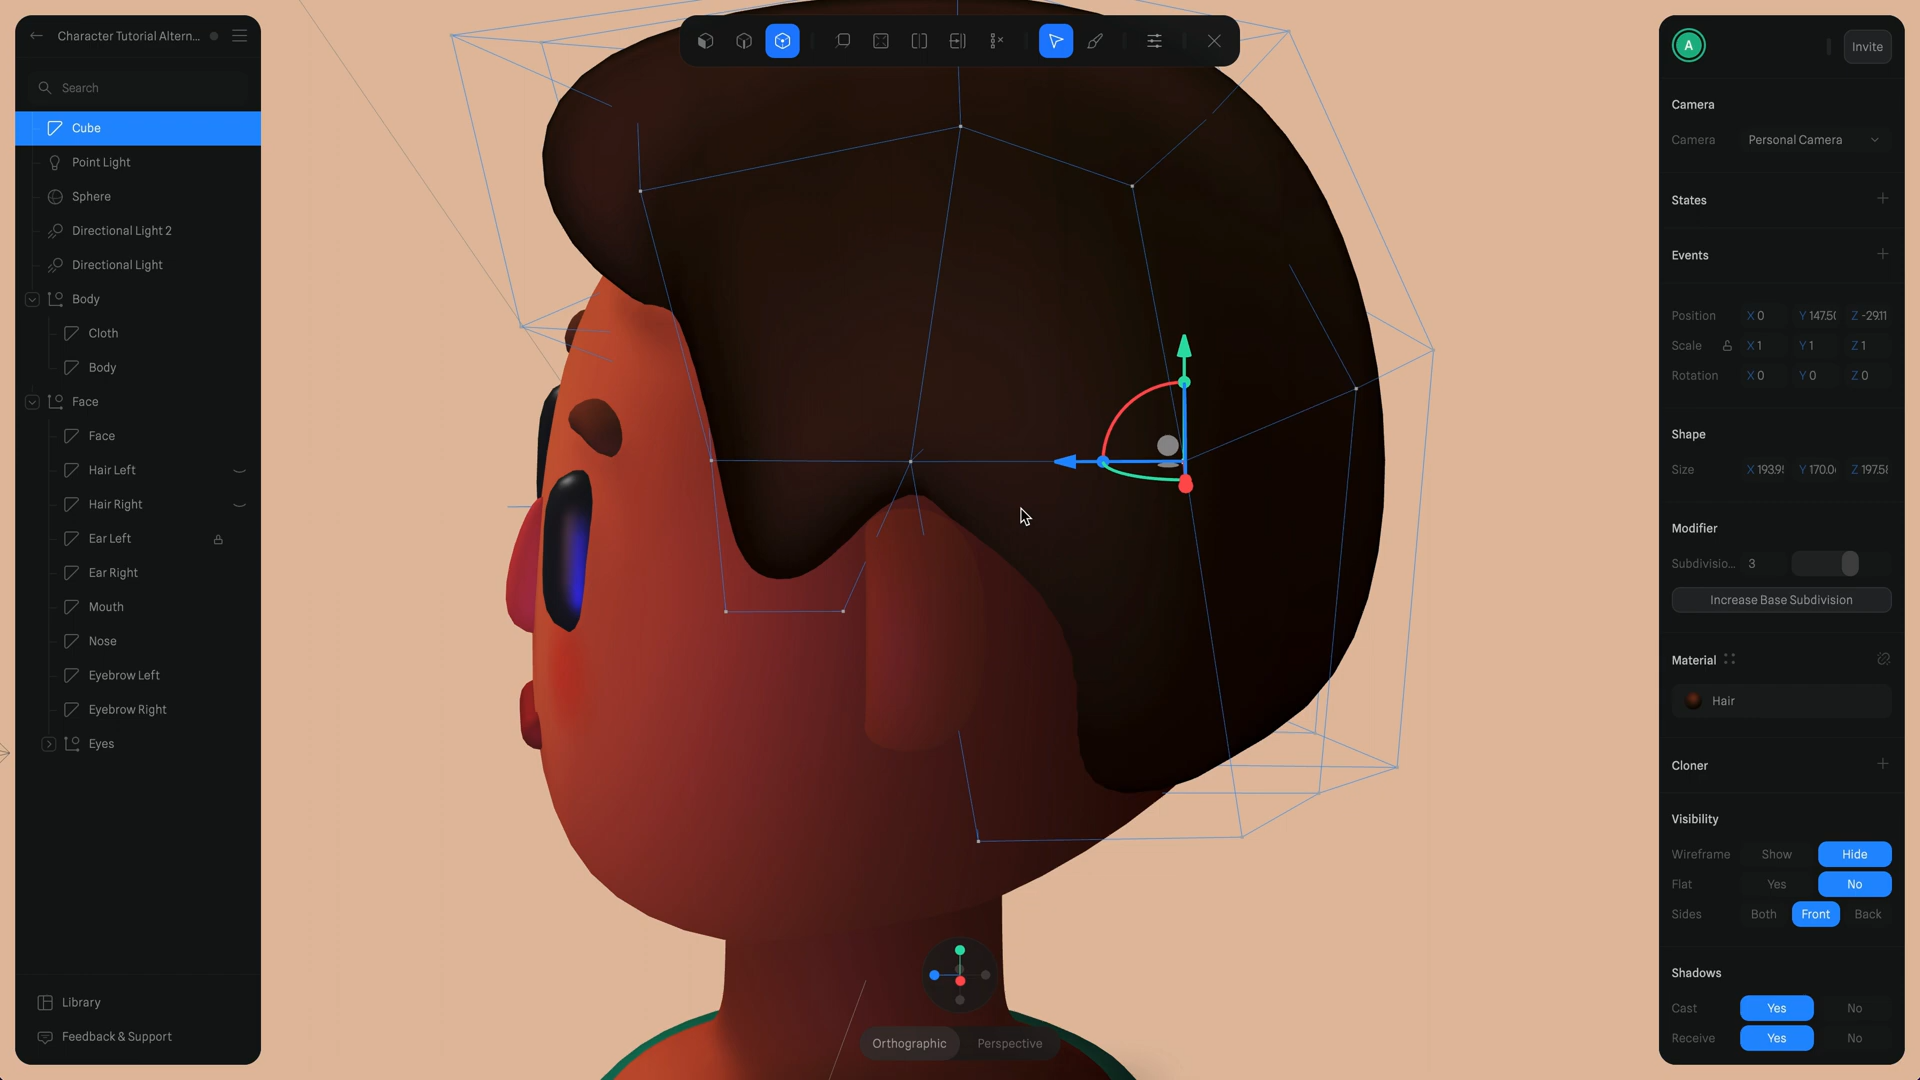 Character Tutorial Altern...
Search
Cube
Point Light
Sphere
Directional Light 2
Directional Light
Body
Cloth
Body
Face
Face
Hair Left
Hair Right
Ear Left
Ear Right
Mouth
Nose
Eyebrow Left
Eyebrow Right
Eyes
Library
Feedback & Support
Orthographic Perspective
A Invite
Camera
Camera Personal Camera
States
Events
Position X 0 Y 147.50 Z -29.11
Scale X 1 Y 1 Z 1
Rotation X 0 Y 0 Z 0
Shape
Size X 193.9 Y 170.0 Z 197.58
Modifier
Subdivisio... 3
Increase Base Subdivision
Material
Hair
Cloner
Visibility
Wireframe Show Hide
Flat Yes No
Sides Both Front Back
Shadows
Cast Yes No
Receive Yes No